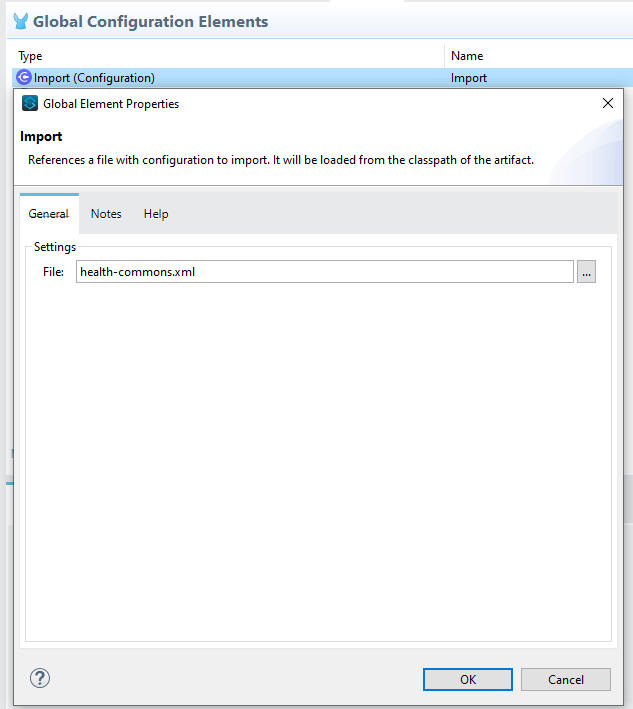 Global Configuration Elements
Type Name
Import (Configuration) Import
Global Element Properties
Import
References a file with configuration to import. It will be loaded from the classpath of the artifact.
General Notes Help
Settings
File: health-commons.xml ...
? OK Cancel